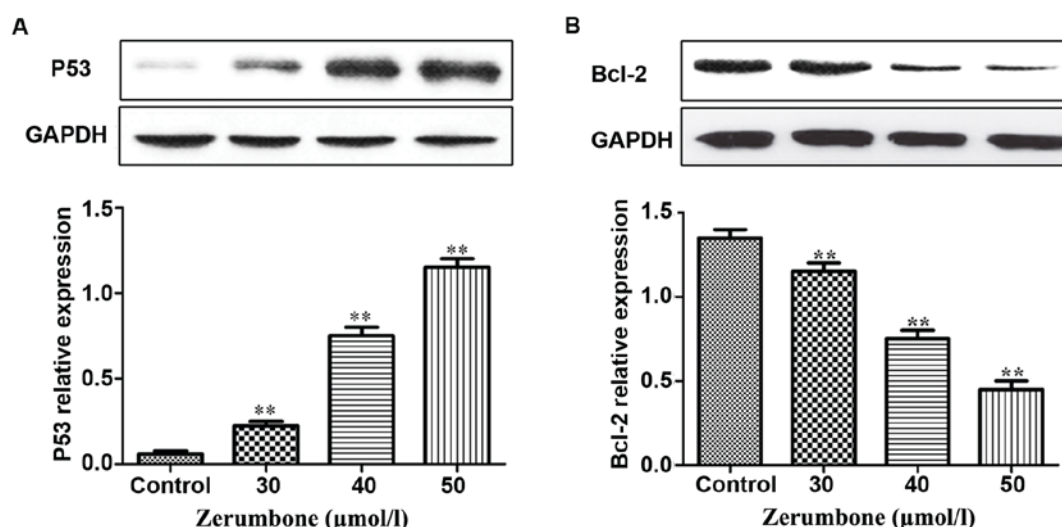 A
P53
GAPDH
P53 relative expression
1.5
1.0
0.5
0.0
**
**
**
Control 30 40 50
Zerumbone (µmol/l)
B
Bcl-2
GAPDH
Bcl-2 relative expression
1.5
1.0
0.5
0.0
**
**
**
Control 30 40 50
Zerumbone (µmol/l)